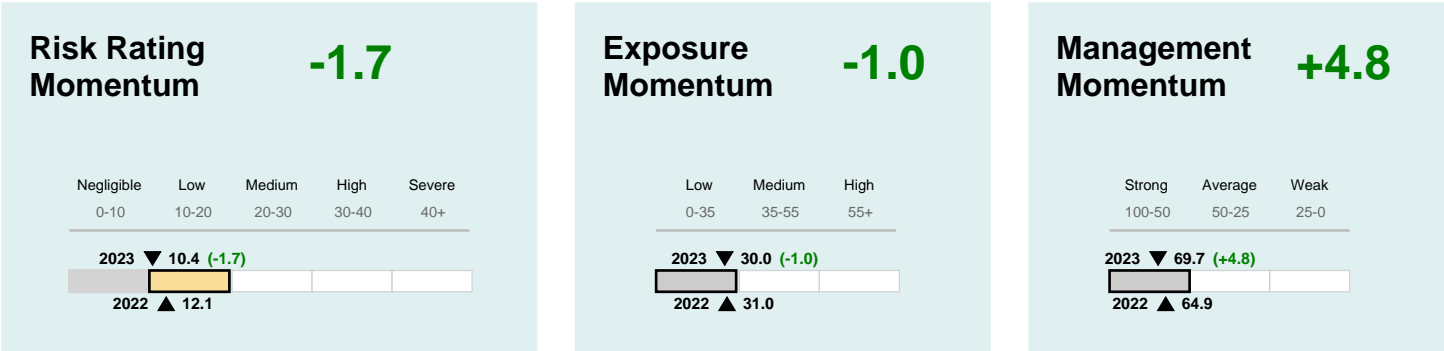 Risk Rating
Momentum
-1.7
Negligible Low Medium High Severe
0-10 10-20 20-30 30-40 40+
2023 ▼ 10.4 (-1.7)
2022 ▲ 12.1
Exposure
Momentum
-1.0
Low Medium High
0-35 35-55 55+
2023 ▼ 30.0 (-1.0)
2022 ▲ 31.0
Management
Momentum
+4.8
Strong Average Weak
100-50 50-25 25-0
2023 ▼ 69.7 (+4.8)
2022 ▲ 64.9